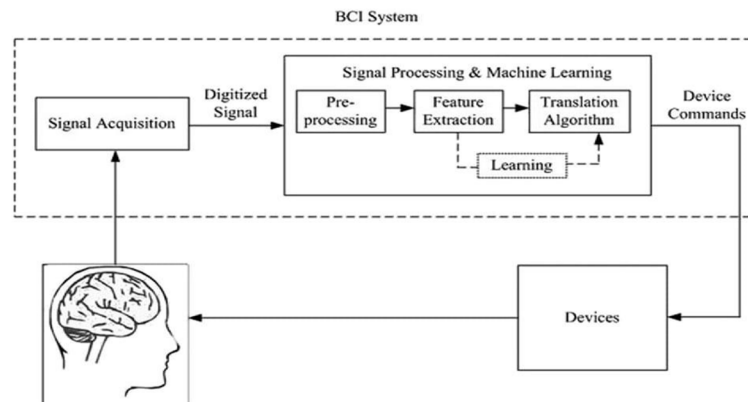 BCI System
Signal Processing & Machine Learning
Digitized
Signal
Device
Commands
Signal Acquisition
Pre-
processing
Feature
Extraction
Translation
Algorithm
Learning
Devices